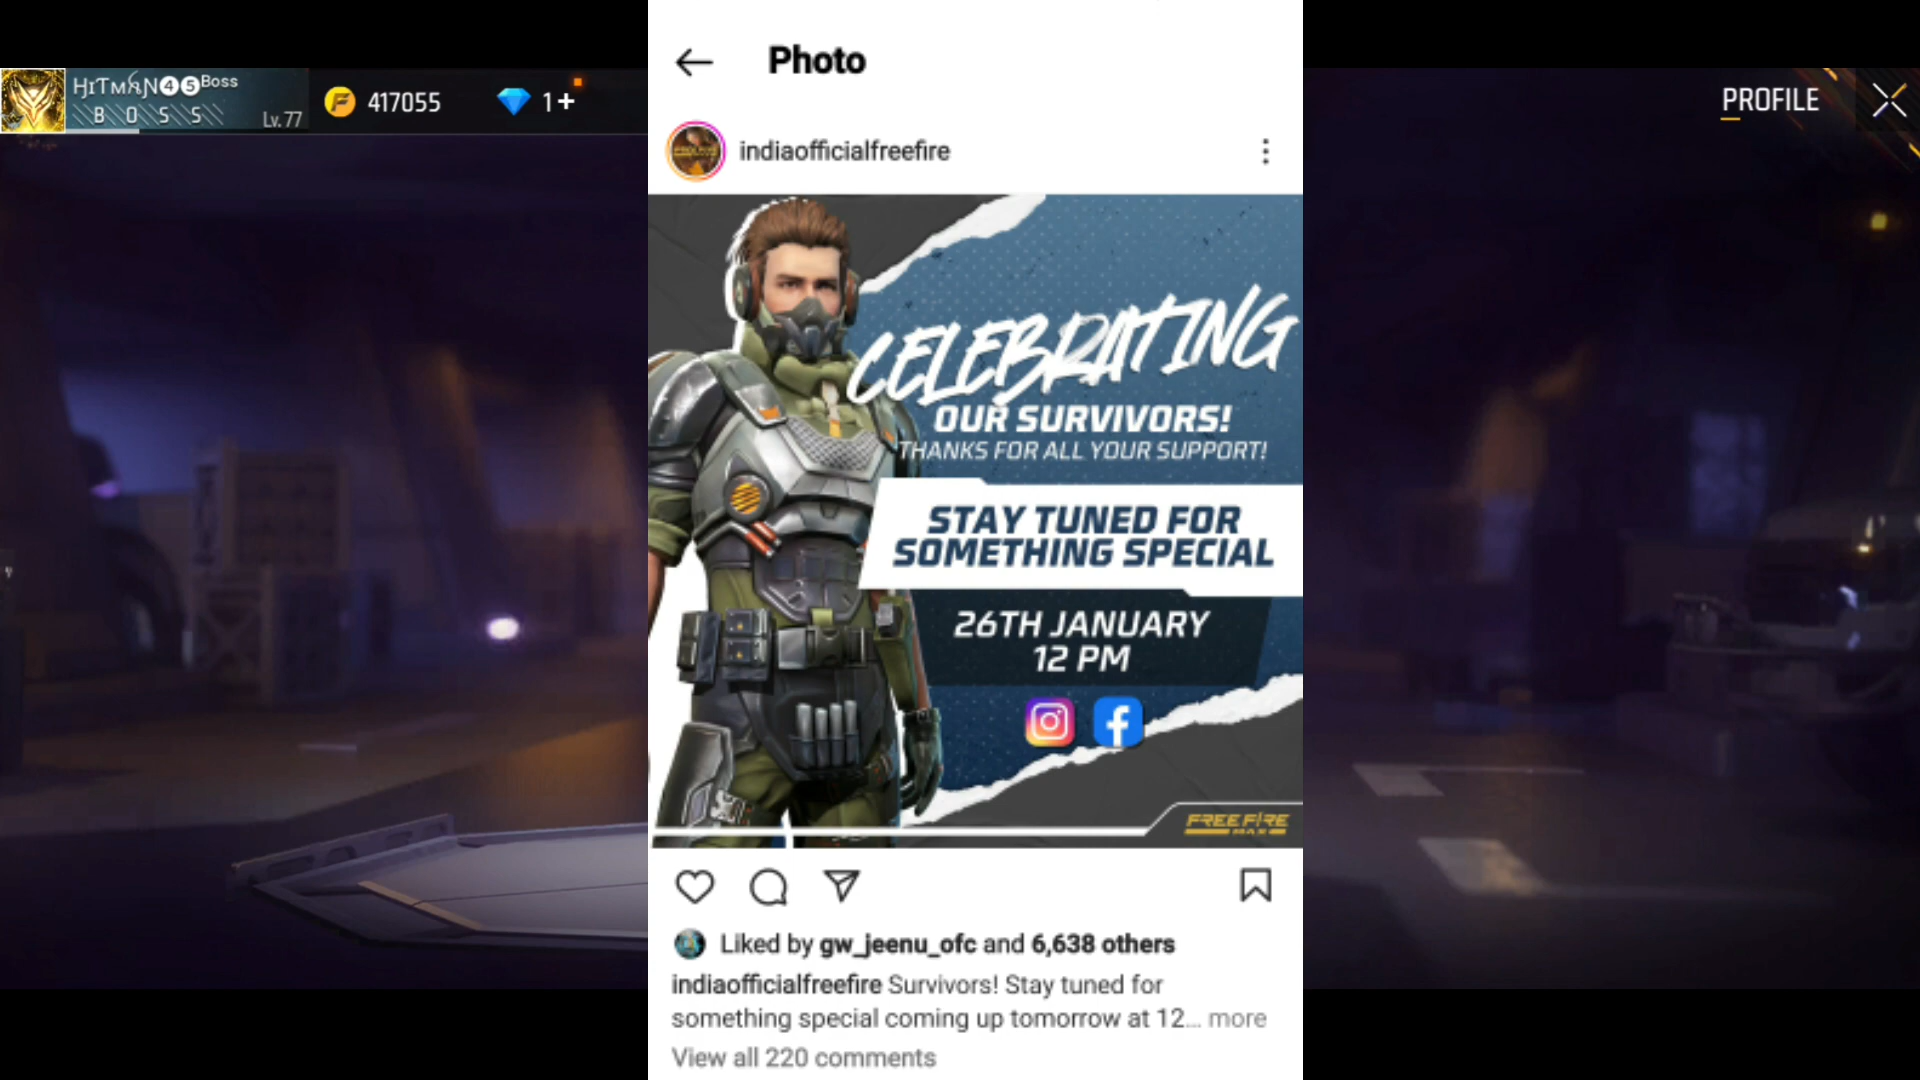 ӇɪTᴍᎯƝ❹❺ᴮᵒˢˢ
B O S S
Lv. 77
417055
1+
PROFILE
Photo
indiaofficialfreefire
CELEBRATING
OUR SURVIVORS!
THANKS FOR ALL YOUR SUPPORT!
STAY TUNED FOR
SOMETHING SPECIAL
26TH JANUARY
12 PM
FREE FIRE
MAX
Liked by gw_jeenu_ofc and 6,638 others
indiaofficialfreefire Survivors! Stay tuned for
something special coming up tomorrow at 12... more
View all 220 comments